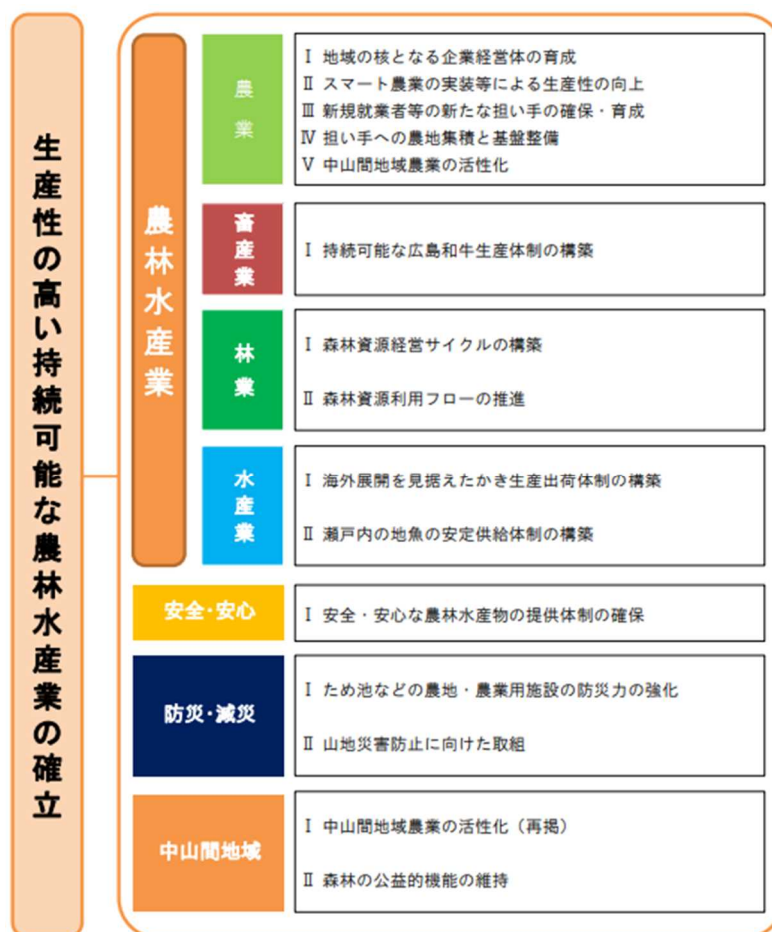 生産性の高い持続可能な農林水産業の確立
農林水産業
農業
Ⅰ 地域の核となる企業経営体の育成
Ⅱ スマート農業の実装等による生産性の向上
Ⅲ 新規就業者等の新たな担い手の確保・育成
Ⅳ 担い手への農地集積と基盤整備
Ⅴ 中山間地域農業の活性化
畜産業
Ⅰ 持続可能な広島和牛生産体制の構築
林業
Ⅰ 森林資源経営サイクルの構築
Ⅱ 森林資源利用フローの推進
水産業
Ⅰ 海外展開を見据えたかき生産出荷体制の構築
Ⅱ 瀬戸内の地魚の安定供給体制の構築
安全・安心
Ⅰ 安全・安心な農林水産物の提供体制の確保
防災・減災
Ⅰ ため池などの農地・農業用施設の防災力の強化
Ⅱ 山地災害防止に向けた取組
中山間地域
Ⅰ 中山間地域農業の活性化（再掲）
Ⅱ 森林の公益的機能の維持